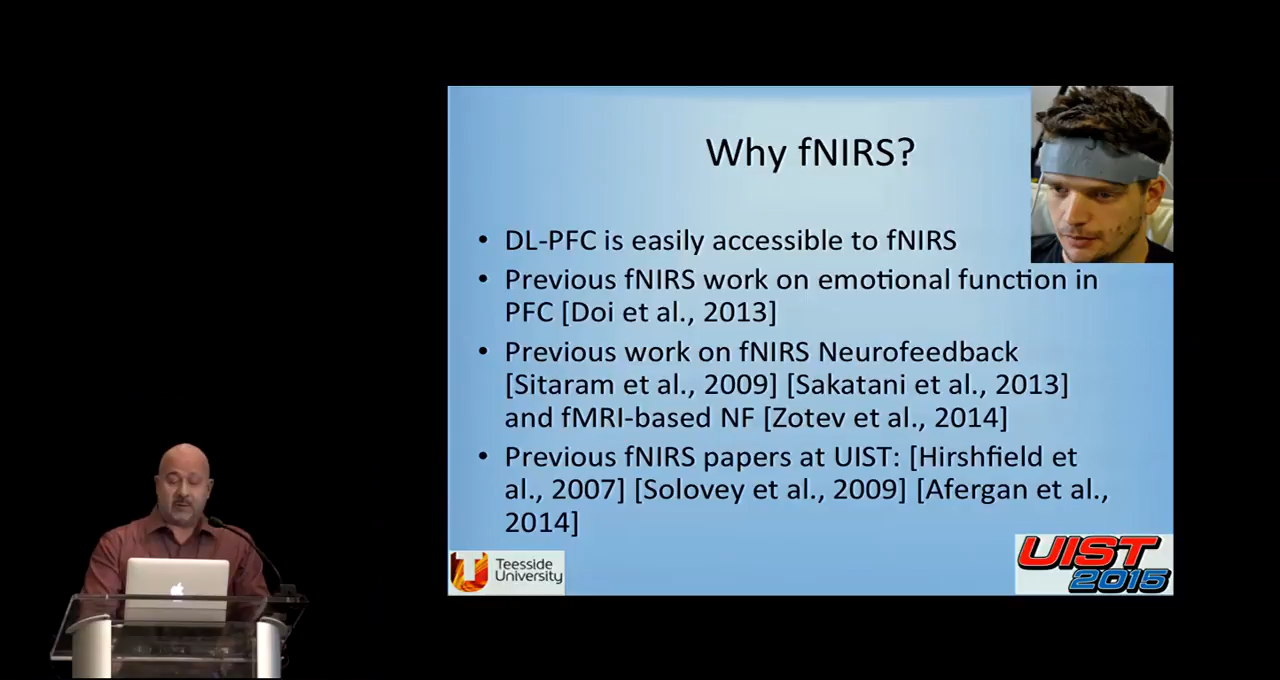 Why fNIRS?
• DL-PFC is easily accessible to fNIRS
• Previous fNIRS work on emotional function in
PFC [Doi et al., 2013]
• Previous work on fNIRS Neurofeedback
[Sitaram et al., 2009] [Sakatani et al., 2013]
and fMRI-based NF [Zotev et al., 2014]
• Previous fNIRS papers at UIST: [Hirshfield et
al., 2007] [Solovey et al., 2009] [Afergan et al.,
2014]
T Teesside
University
UIST
2015